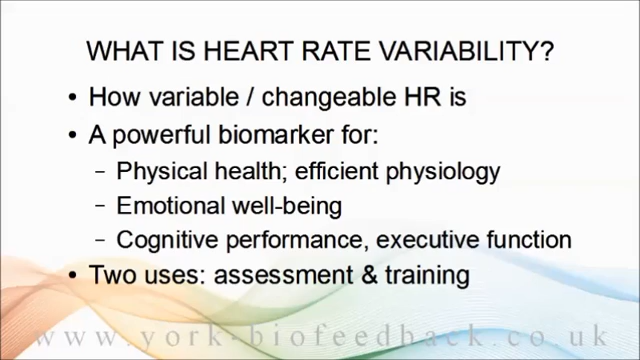 WHAT IS HEART RATE VARIABILITY?
• How variable / changeable HR is
• A powerful biomarker for:
– Physical health; efficient physiology
– Emotional well-being
– Cognitive performance, executive function
• Two uses: assessment & training
www.york-biofeedback.co.uk